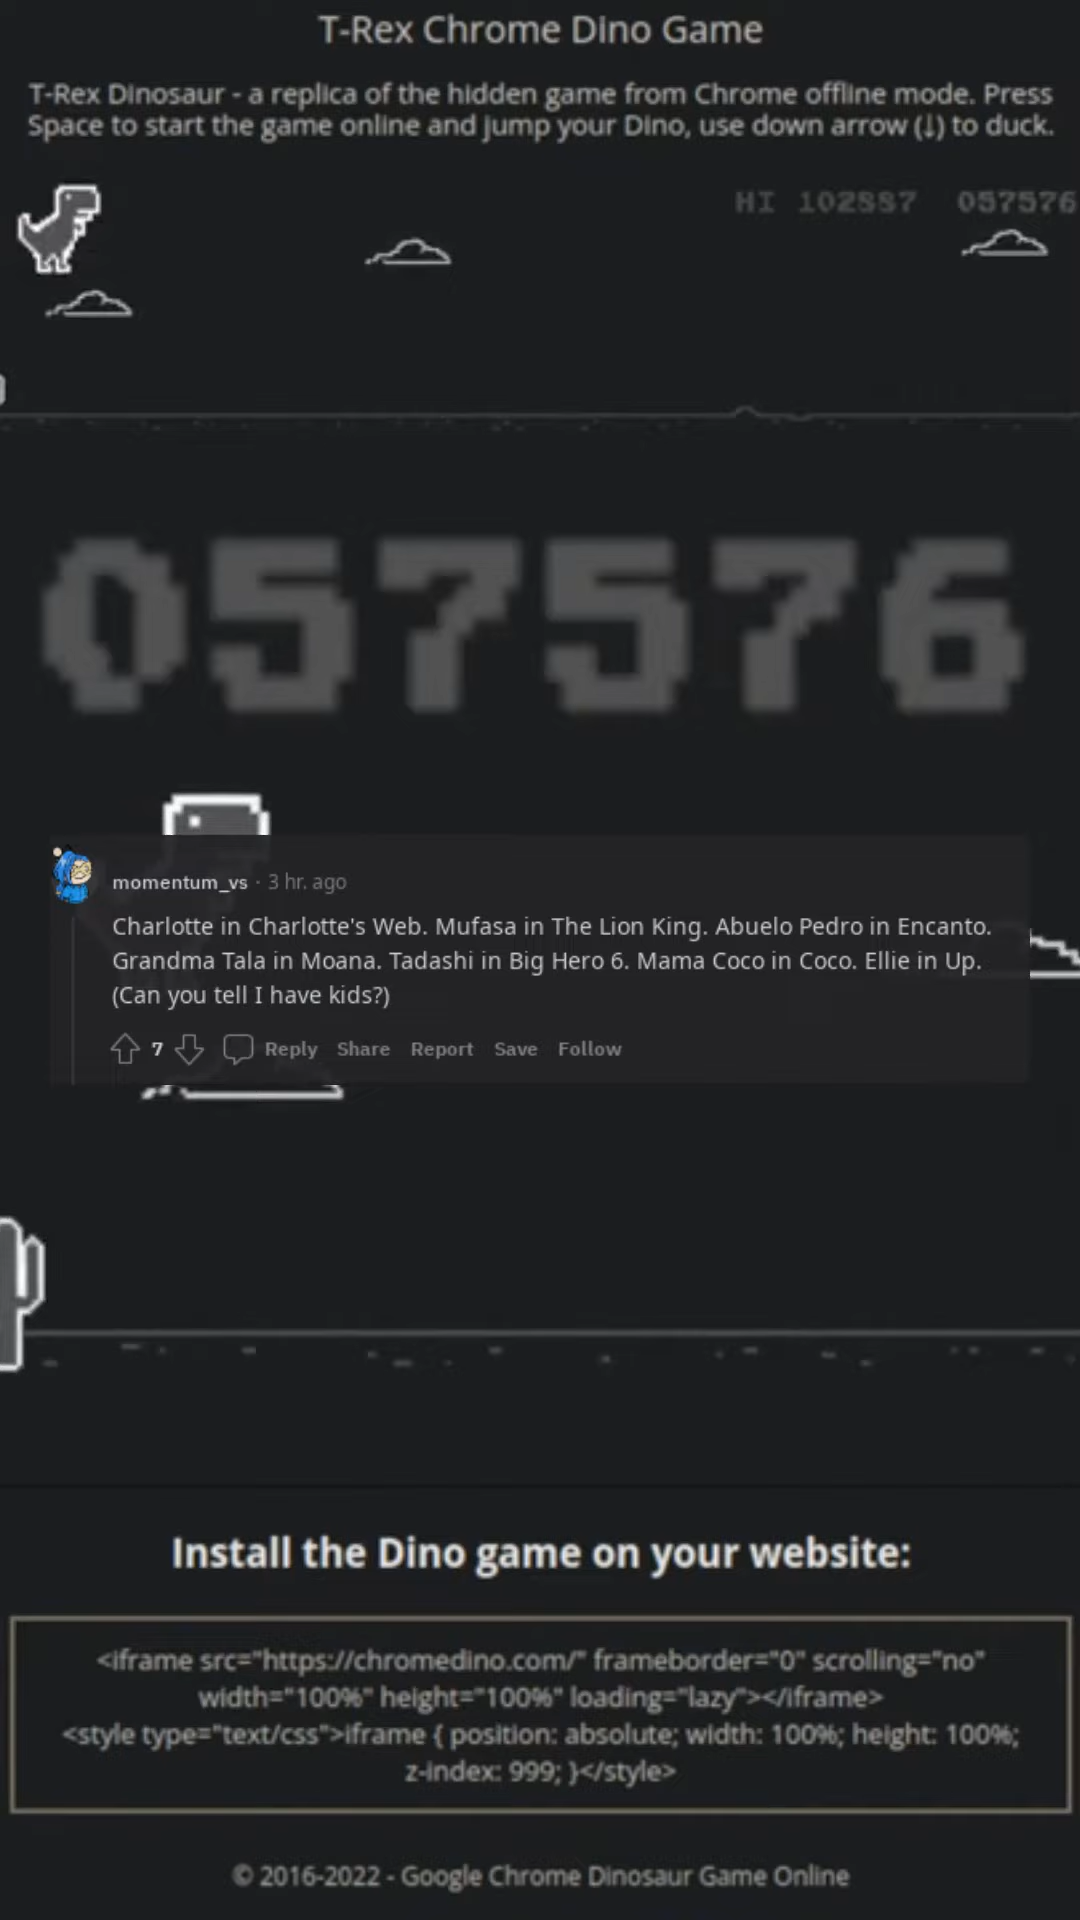 T-Rex Chrome Dino Game
T-Rex Dinosaur - a replica of the hidden game from Chrome offline mode. Press
Space to start the game online and jump your Dino, use down arrow (↓) to duck.
HI 102887 057576
057576
momentum_vs · 3 hr. ago
Charlotte in Charlotte's Web. Mufasa in The Lion King. Abuelo Pedro in Encanto.
Grandma Tala in Moana. Tadashi in Big Hero 6. Mama Coco in Coco. Ellie in Up.
(Can you tell I have kids?)
7 Reply Share Report Save Follow
Install the Dino game on your website:
<iframe src="https://chromedino.com/" frameborder="0" scrolling="no"
width="100%" height="100%" loading="lazy"></iframe>
<style type="text/css">iframe { position: absolute; width: 100%; height: 100%;
z-index: 999; }</style>
© 2016-2022 - Google Chrome Dinosaur Game Online